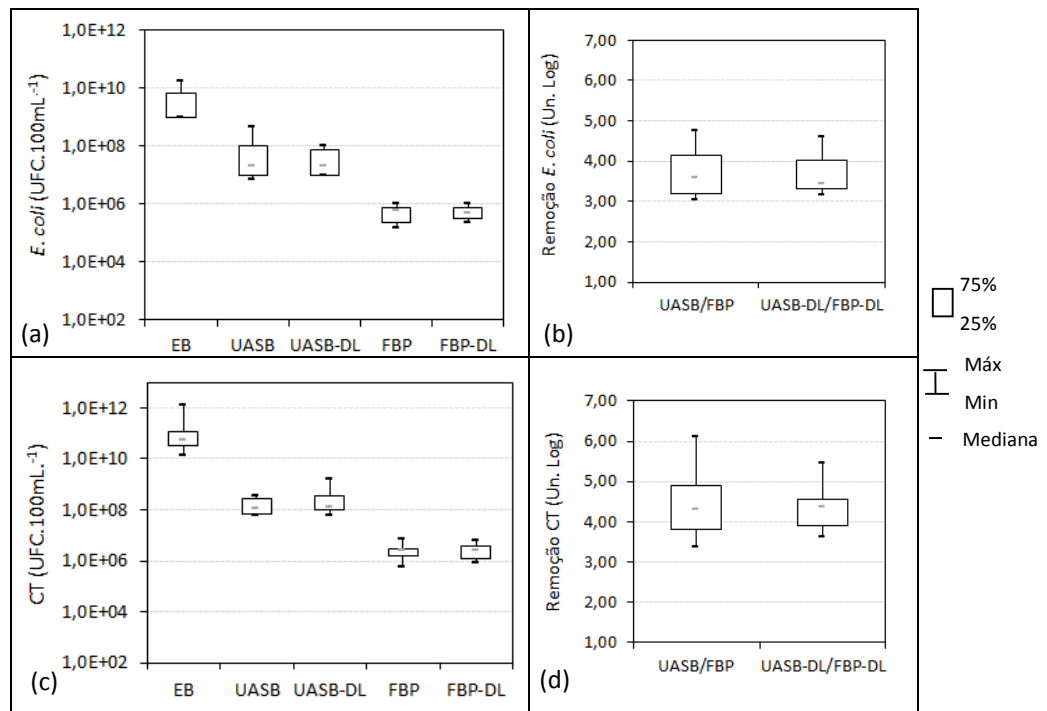 E. coli (UFC.100mL.⁻¹)
1,0E+12
1,0E+10
1,0E+08
1,0E+06
1,0E+04
1,0E+02
(a)
EB UASB UASB-DL FBP FBP-DL
Remoção E. coli (Un. Log)
7,00
6,00
5,00
4,00
3,00
2,00
1,00
(b)
UASB/FBP UASB-DL/FBP-DL
CT (UFC.100mL.⁻¹)
1,0E+12
1,0E+10
1,0E+08
1,0E+06
1,0E+04
1,0E+02
(c)
EB UASB UASB-DL FBP FBP-DL
Remoção CT (Un. Log)
7,00
6,00
5,00
4,00
3,00
2,00
1,00
(d)
UASB/FBP UASB-DL/FBP-DL
75%
25%
Máx
Min
Mediana